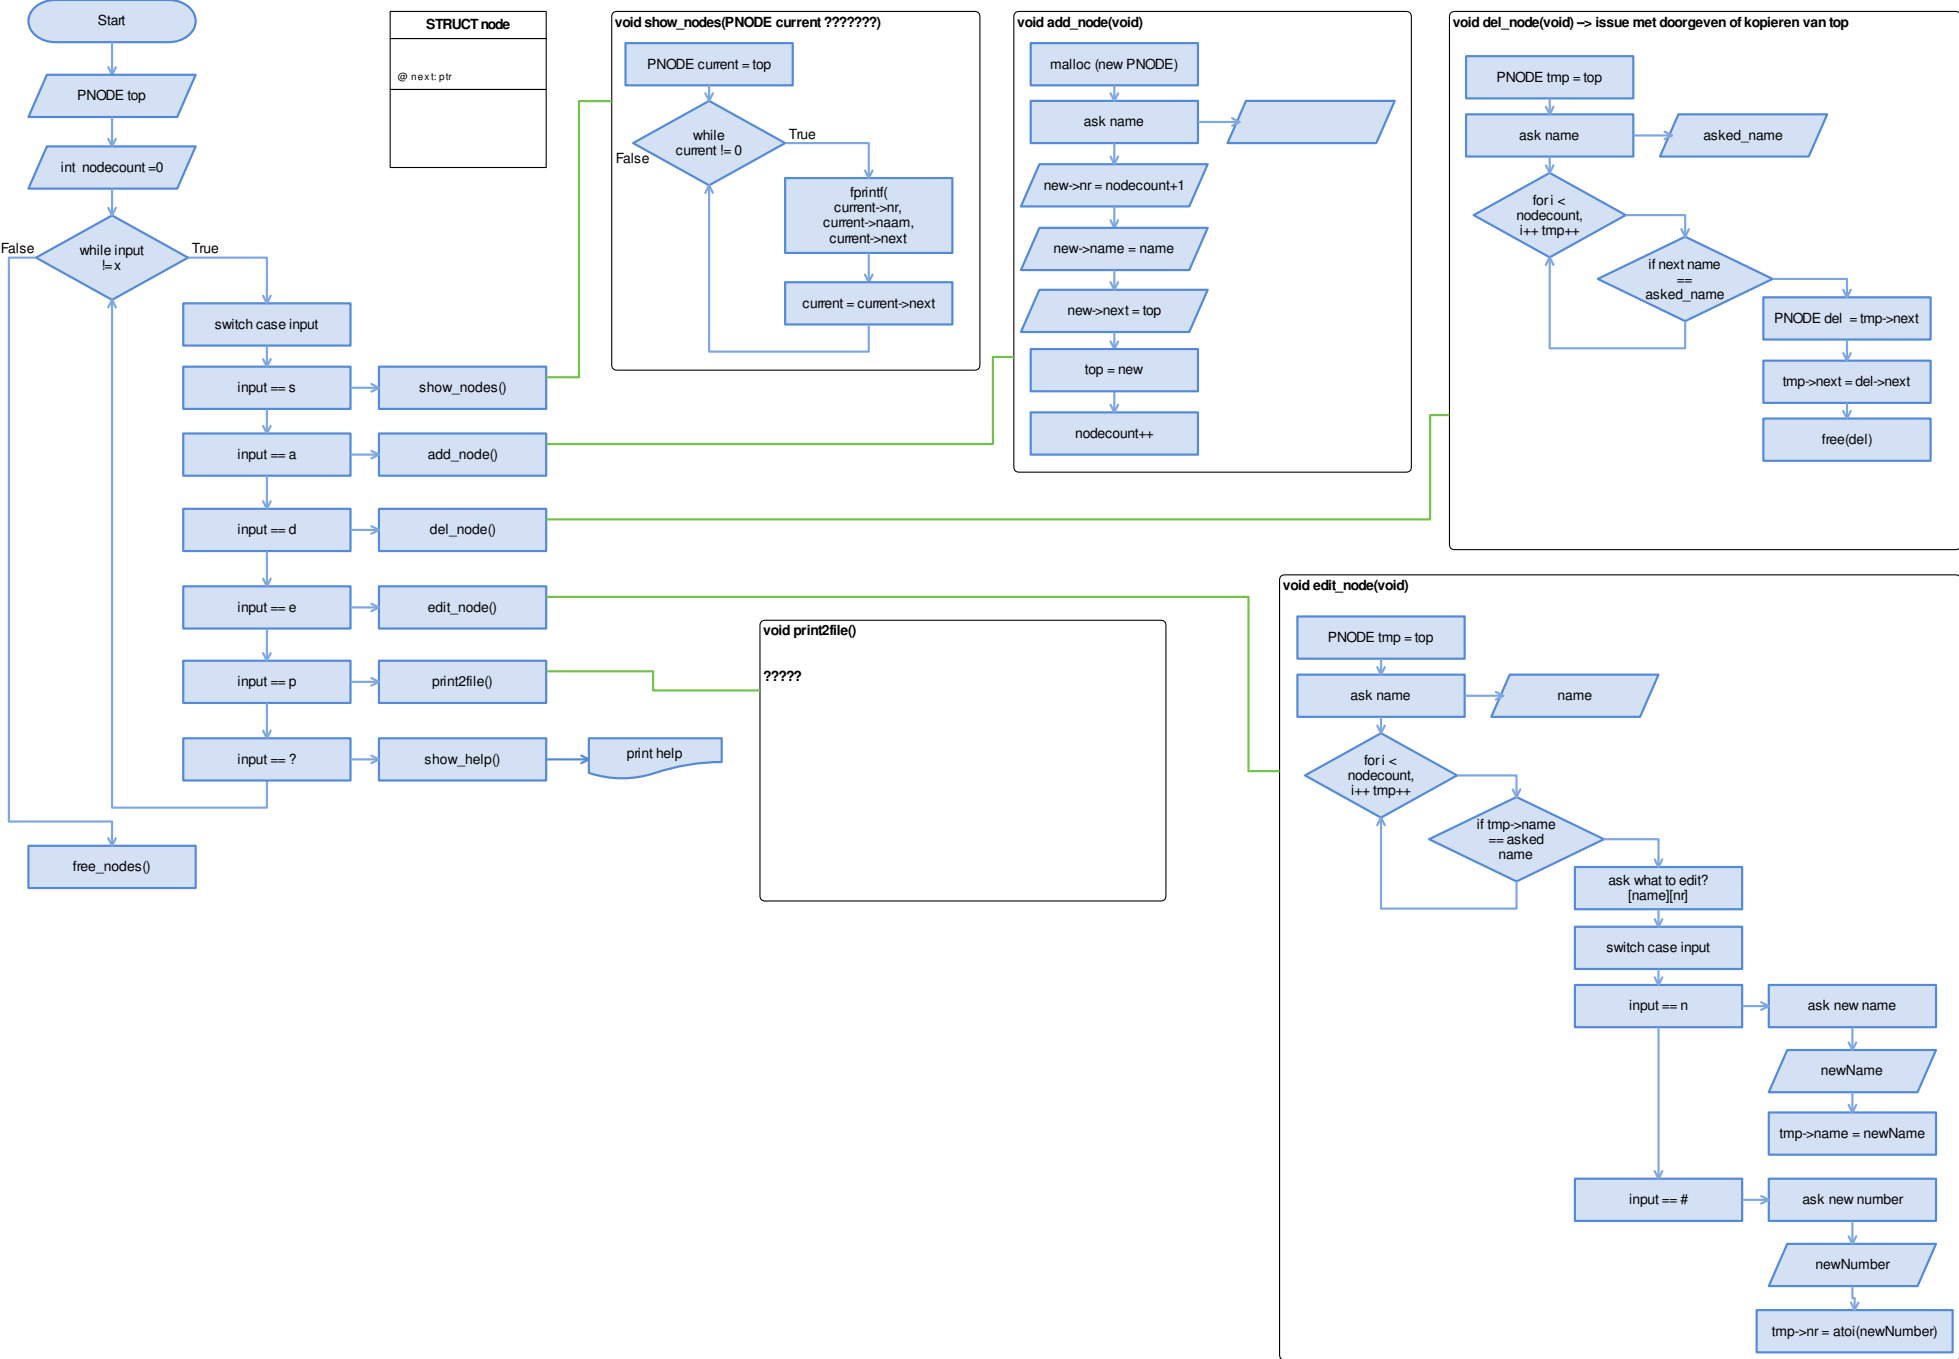 Start
PNODE top
int nodecount =0
while input
!= x
False
True
switch case input
input == s
show_nodes()
input == a
add_node()
input == d
del_node()
input == e
edit_node()
input == p
print2file()
input == ?
show_help()
print help
free_nodes()
STRUCT node
@ next: ptr
void show_nodes(PNODE current ???????)
PNODE current = top
while
current != 0
True
False
fprintf(
current->nr,
current->naam,
current->next
current = current->next
void add_node(void)
malloc (new PNODE)
ask name
new->nr = nodecount+1
new->name = name
new->next = top
top = new
nodecount++
void del_node(void) --> issue met doorgeven of kopieren van top
PNODE tmp = top
ask name
asked_name
for i <
nodecount,
i++ tmp++
if next name
==
asked_name
PNODE del = tmp->next
tmp->next = del->next
free(del)
void print2file()
?????
void edit_node(void)
PNODE tmp = top
ask name
name
for i <
nodecount,
i++ tmp++
if tmp->name
== asked
name
ask what to edit?
[name][nr]
switch case input
input == n
ask new name
newName
tmp->name = newName
input == #
ask new number
newNumber
tmp->nr = atoi(newNumber)